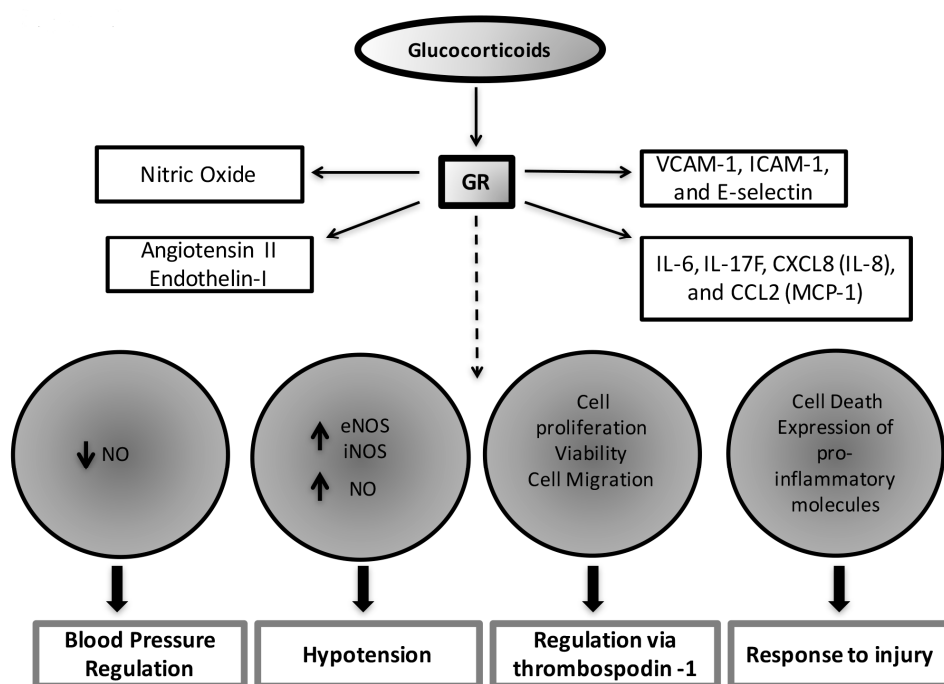 Glucocorticoids
Nitric Oxide
GR
VCAM-1, ICAM-1,
and E-selectin
Angiotensin II
Endothelin-I
IL-6, IL-17F, CXCL8 (IL-8),
and CCL2 (MCP-1)
NO
eNOS
iNOS
NO
Cell
proliferation
Viability
Cell Migration
Cell Death
Expression of
pro-
inflammatory
molecules
Blood Pressure
Regulation
Hypotension
Regulation via
thrombospodin -1
Response to injury